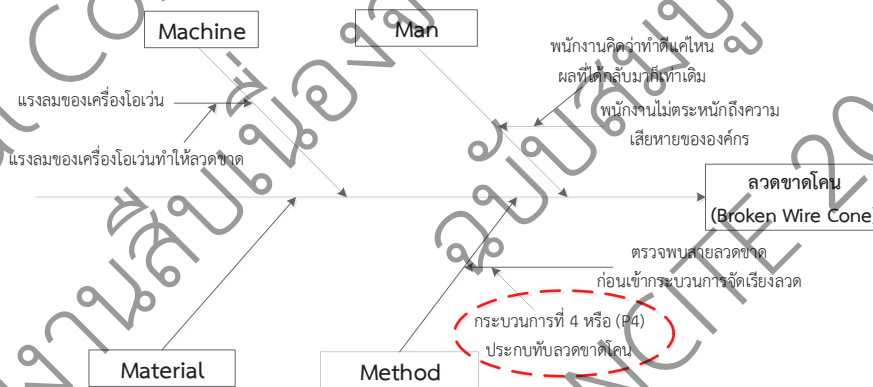 Machine
Man
พนักงานคิดว่าทำดีแค่ไหน
ผลที่ได้กลับมาก็เท่าเดิม
แรงลมของเครื่องโอเว่น
พนักงานไม่ตระหนักถึงความ
เสียหายขององค์กร
แรงลมของเครื่องโอเว่นทำให้ลวดขาด
ลวดขาดโคน
(Broken Wire Cone)
ตรวจพบสายลวดขาด
ก่อนเข้ากระบวนการจัดเรียงลวด
กระบวนการที่ 4 หรือ (P4)
ประกบทับลวดขาดโคน
Material
Method